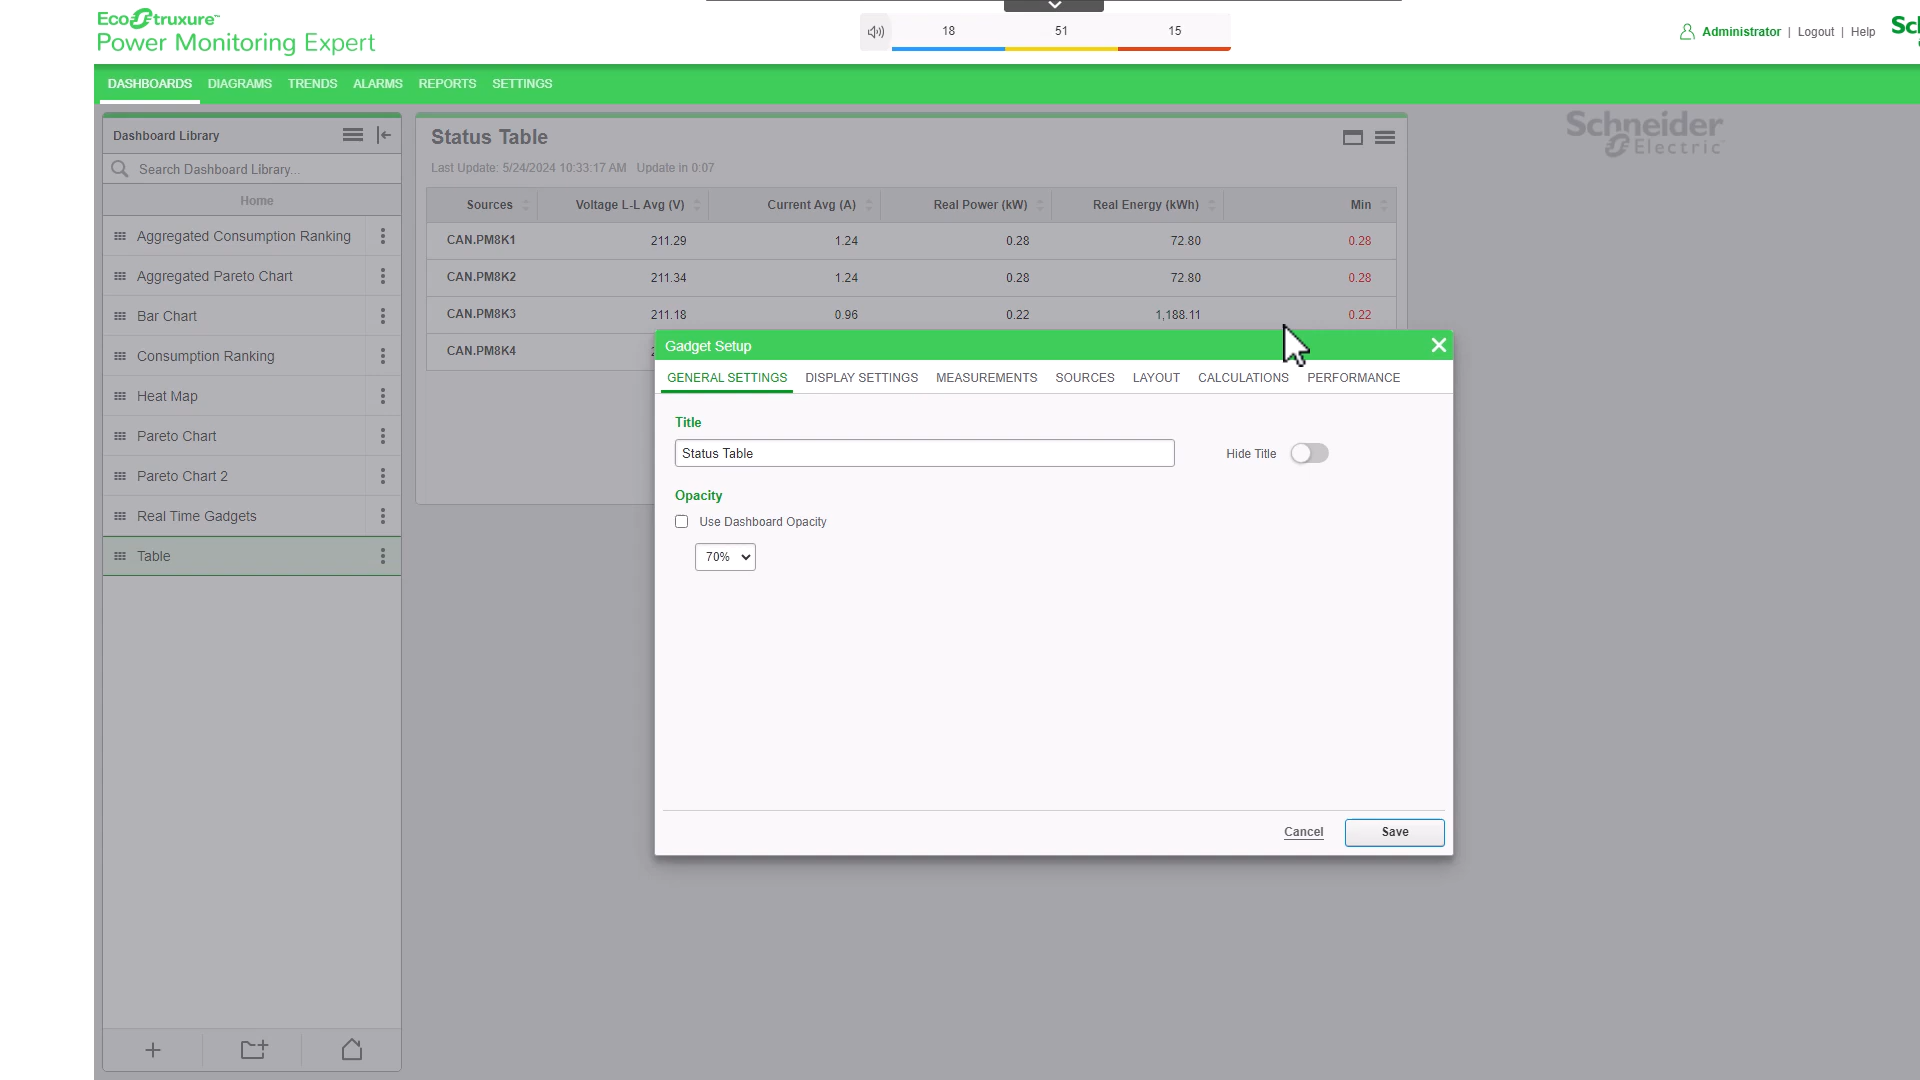 EcoStruxure™
Power Monitoring Expert
18 51 15
Administrator | Logout | Help
DASHBOARDS DIAGRAMS TRENDS ALARMS REPORTS SETTINGS
Dashboard Library
Search Dashboard Library...
Home
Aggregated Consumption Ranking
Aggregated Pareto Chart
Bar Chart
Consumption Ranking
Heat Map
Pareto Chart
Pareto Chart 2
Real Time Gadgets
Table
Status Table
Last Update: 5/24/2024 10:33:17 AM Update in 0:07
Sources Voltage L-L Avg (V) Current Avg (A) Real Power (kW) Real Energy (kWh) Min
CAN.PM8K1 211.29 1.24 0.28 72.80 0.28
CAN.PM8K2 211.34 1.24 0.28 72.80 0.28
CAN.PM8K3 211.18 0.96 0.22 1,188.11 0.22
CAN.PM8K4
Schneider
Electric
Gadget Setup
GENERAL SETTINGS DISPLAY SETTINGS MEASUREMENTS SOURCES LAYOUT CALCULATIONS PERFORMANCE
Title
Status Table
Hide Title
Opacity
Use Dashboard Opacity
70%
Cancel Save